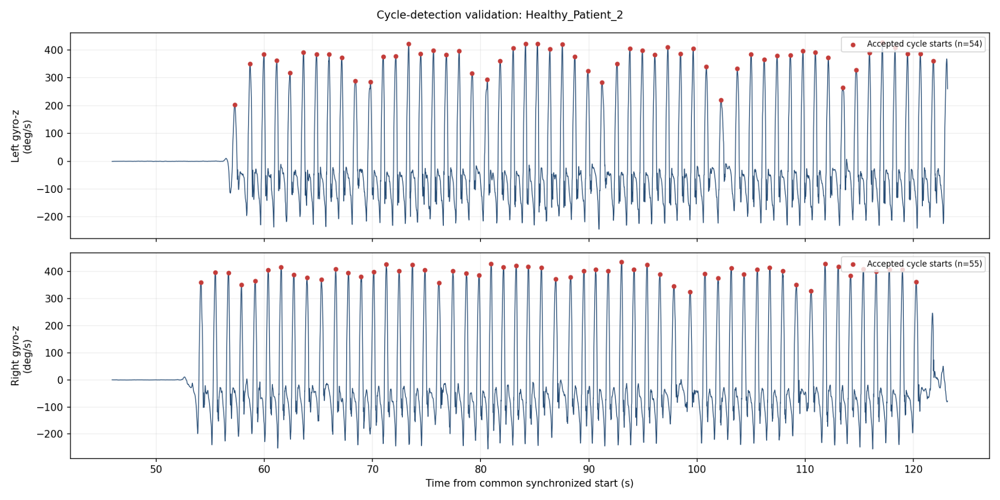 Cycle-detection validation: Healthy_Patient_2
Left gyro-z
(deg/s)
400
300
200
100
0
−100
−200
Accepted cycle starts (n=54)
Right gyro-z
(deg/s)
400
300
200
100
0
−100
−200
Accepted cycle starts (n=55)
50 60 70 80 90 100 110 120
Time from common synchronized start (s)